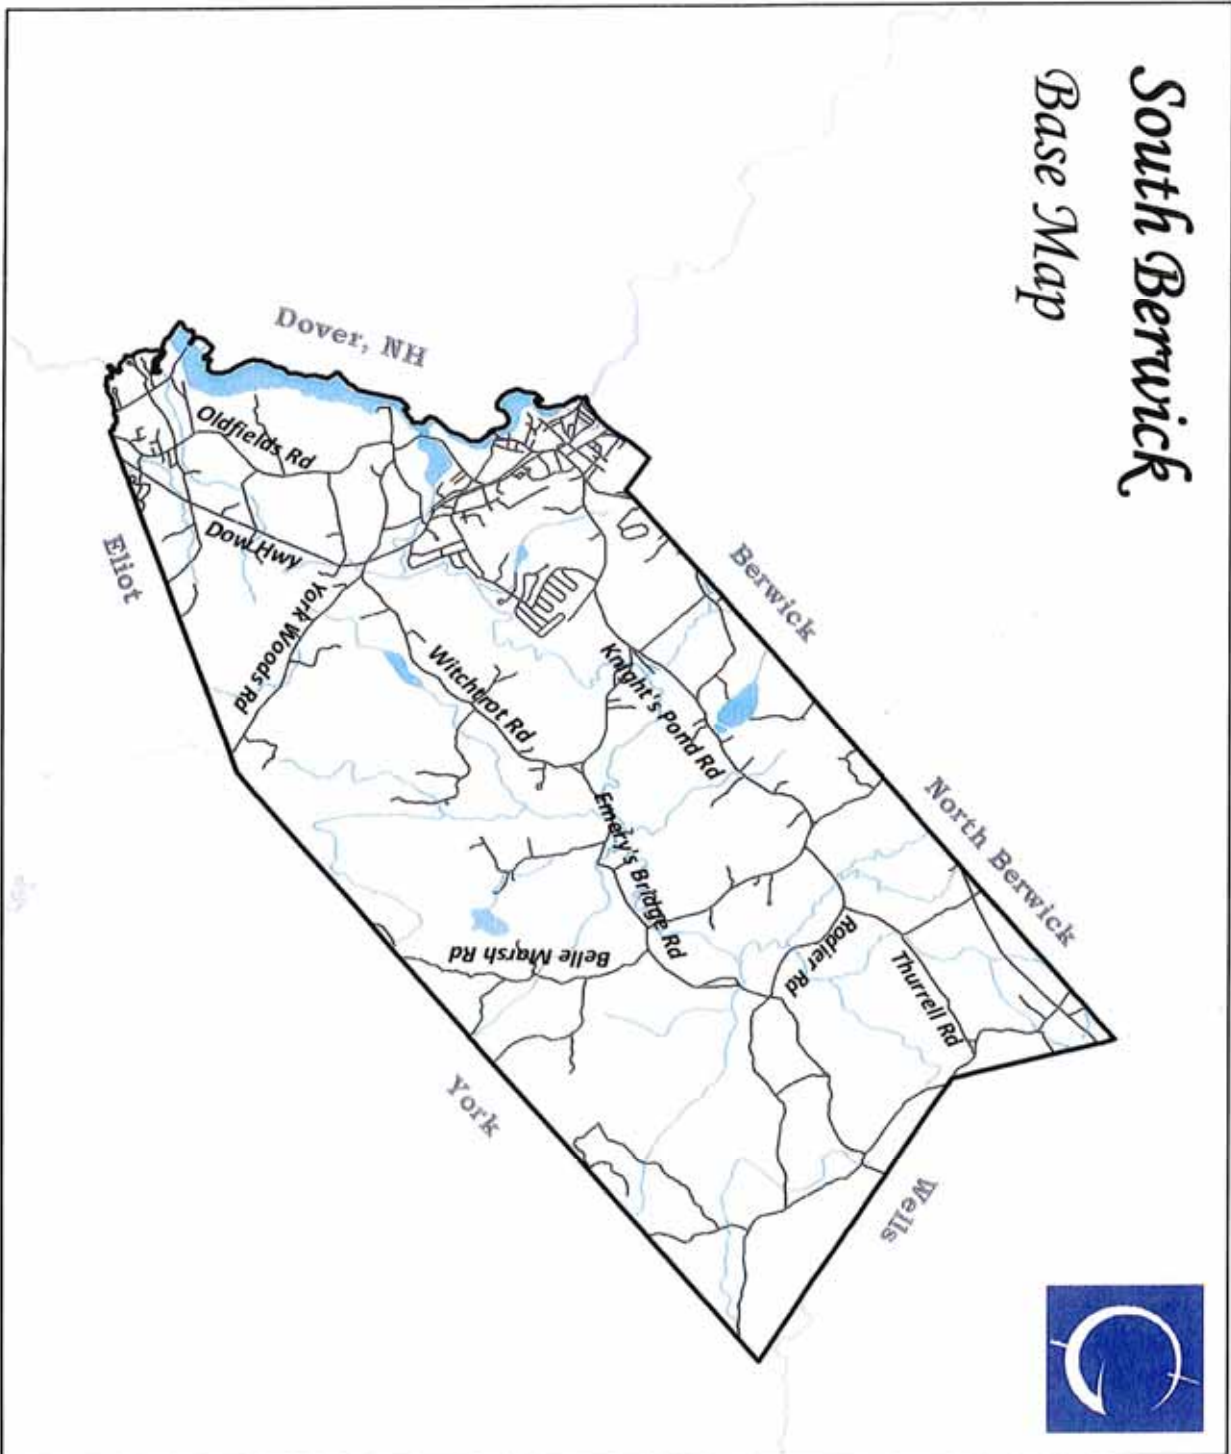 South Berwick
Base Map
Dover, NH
Berwick
North Berwick
Wells
York
Eliot
Oldfields Rd
Dow Hwy
York Woods Rd
Witchtrot Rd
Knight's Pond Rd
Emery's Bridge Rd
Belle Marsh Rd
Rodier Rd
Thurrell Rd